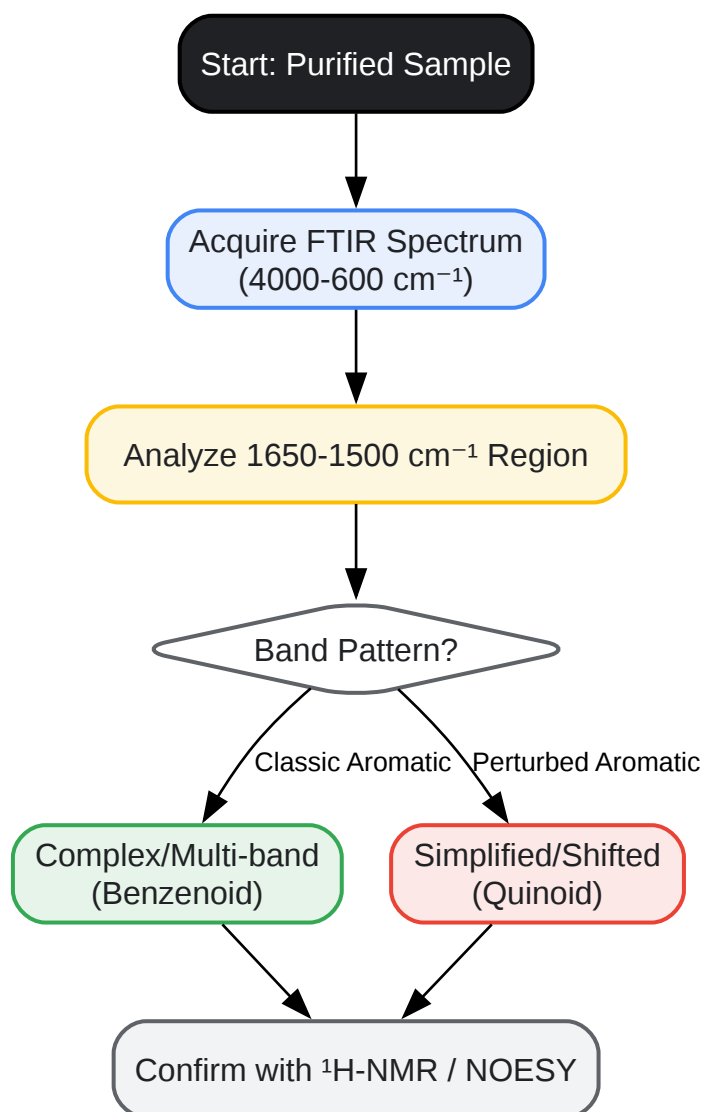 Start: Purified Sample
Acquire FTIR Spectrum
(4000-600 cm⁻¹)
Analyze 1650-1500 cm⁻¹ Region
Band Pattern?
Classic Aromatic
Perturbed Aromatic
Complex/Multi-band
(Benzenoid)
Simplified/Shifted
(Quinoid)
Confirm with ¹H-NMR / NOESY